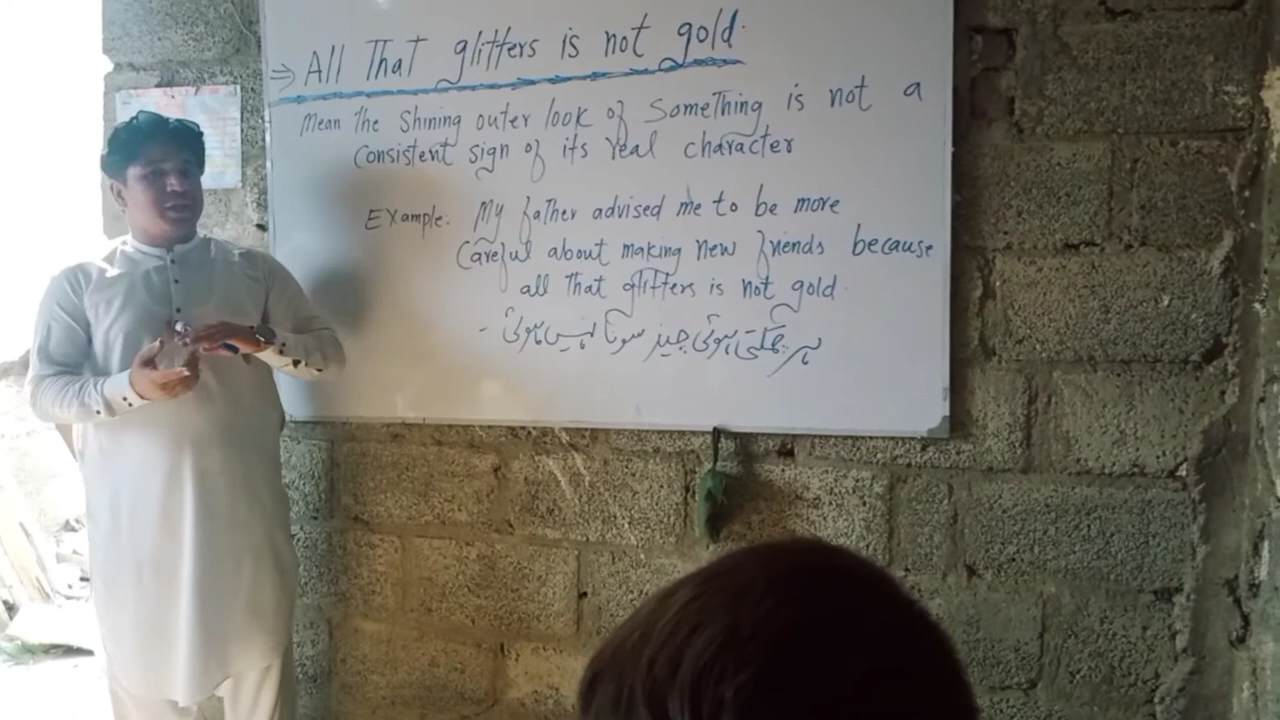 ⇒ All That glitters is not gold.
Mean the Shining outer look of Something is not a
Consistent sign of its real character
Example: My father advised me to be more
Careful about making new friends because
all That glitters is not gold.
ہر چمکتی ہوئی چیز سونا نہیں ہوتی ۔